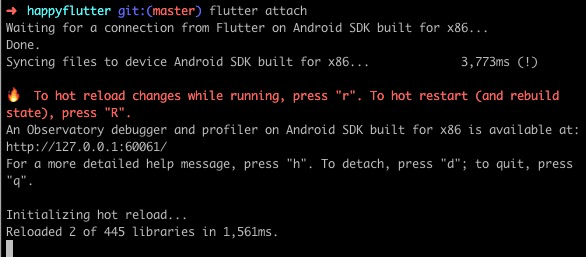 → happyflutter git:(master) flutter attach
Waiting for a connection from Flutter on Android SDK built for x86...
Done.
Syncing files to device Android SDK built for x86... 3,773ms (!)
🔥 To hot reload changes while running, press "r". To hot restart (and rebuild
state), press "R".
An Observatory debugger and profiler on Android SDK built for x86 is available at:
http://127.0.0.1:60061/
For a more detailed help message, press "h". To detach, press "d"; to quit, press
"q".
Initializing hot reload...
Reloaded 2 of 445 libraries in 1,561ms.